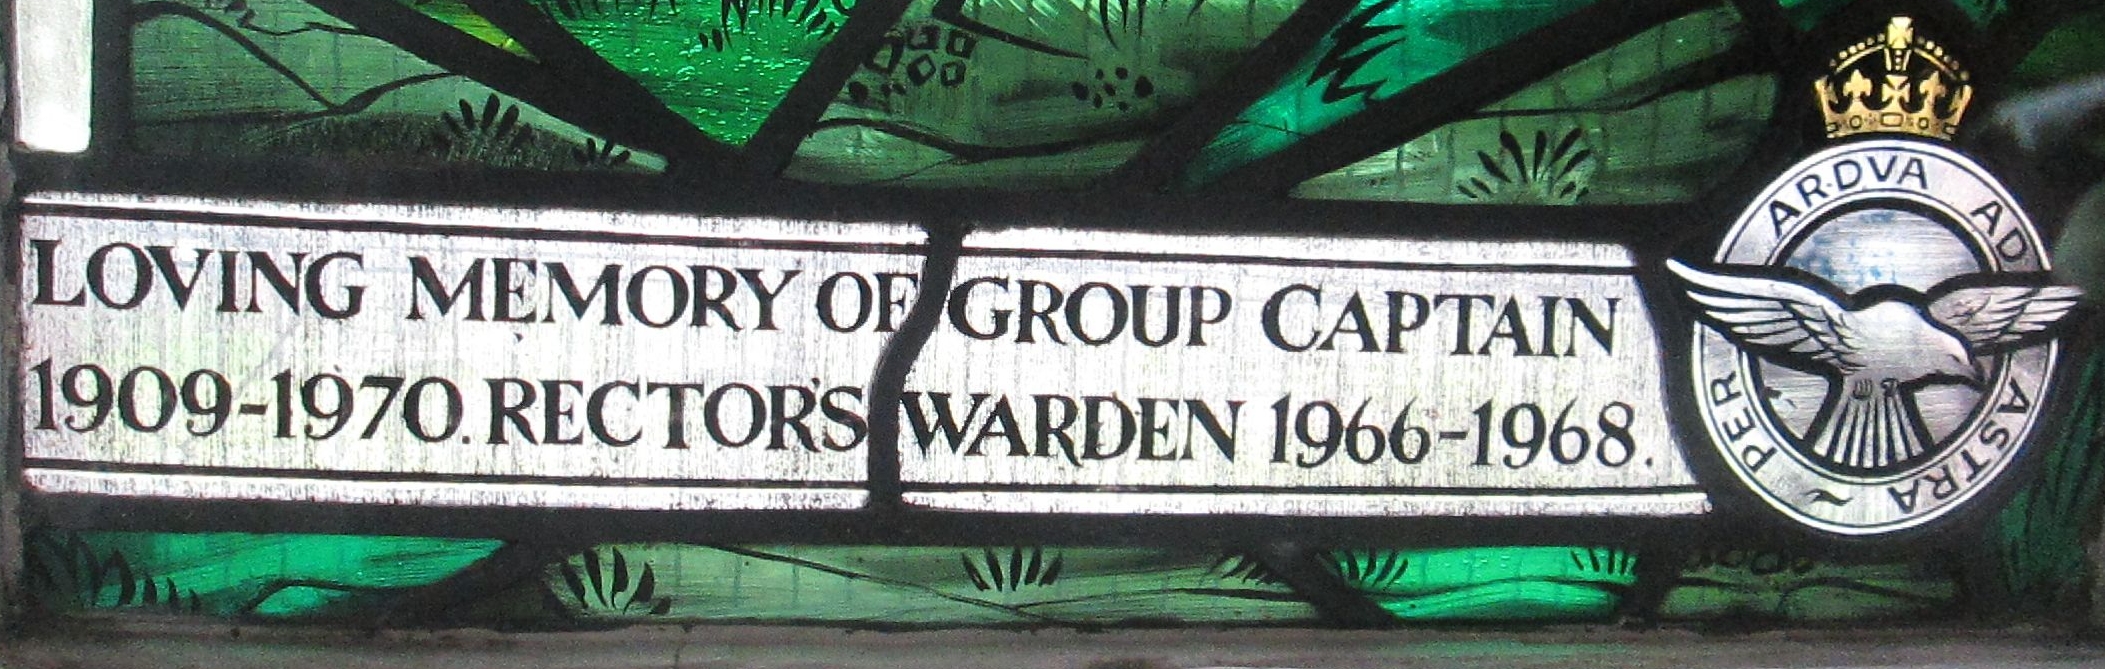 LOVING MEMORY OF GROUP CAPTAIN
1909-1970. RECTOR'S WARDEN 1966-1968.
PER ARDVA AD ASTRA ~